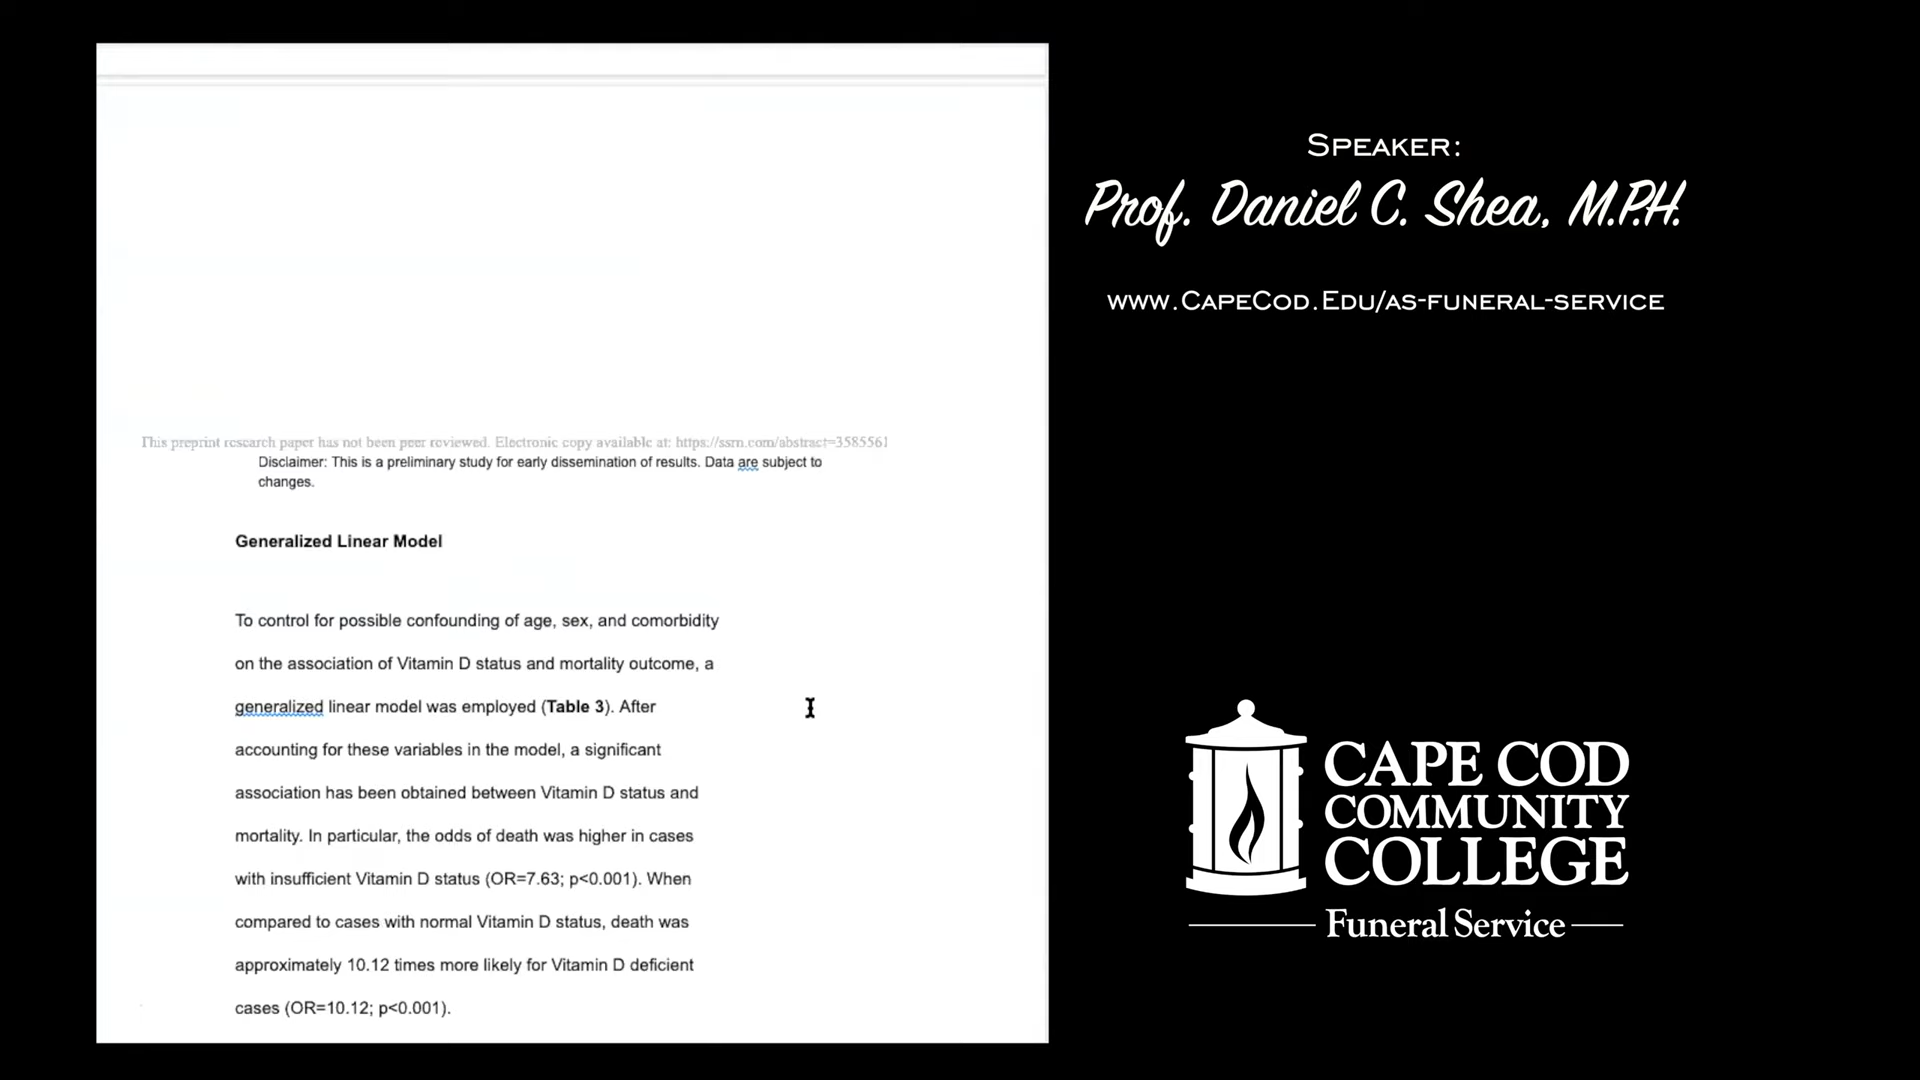 This preprint research paper has not been peer reviewed. Electronic copy available at: https://ssrn.com/abstract=3585561
Disclaimer: This is a preliminary study for early dissemination of results. Data are subject to
changes.
Generalized Linear Model
To control for possible confounding of age, sex, and comorbidity
on the association of Vitamin D status and mortality outcome, a
generalized linear model was employed (Table 3). After
accounting for these variables in the model, a significant
association has been obtained between Vitamin D status and
mortality. In particular, the odds of death was higher in cases
with insufficient Vitamin D status (OR=7.63; p<0.001). When
compared to cases with normal Vitamin D status, death was
approximately 10.12 times more likely for Vitamin D deficient
cases (OR=10.12; p<0.001).
SPEAKER:
Prof. Daniel C. Shea, M.P.H.
WWW.CAPECOD.EDU/AS-FUNERAL-SERVICE
CAPE COD
COMMUNITY
COLLEGE
Funeral Service